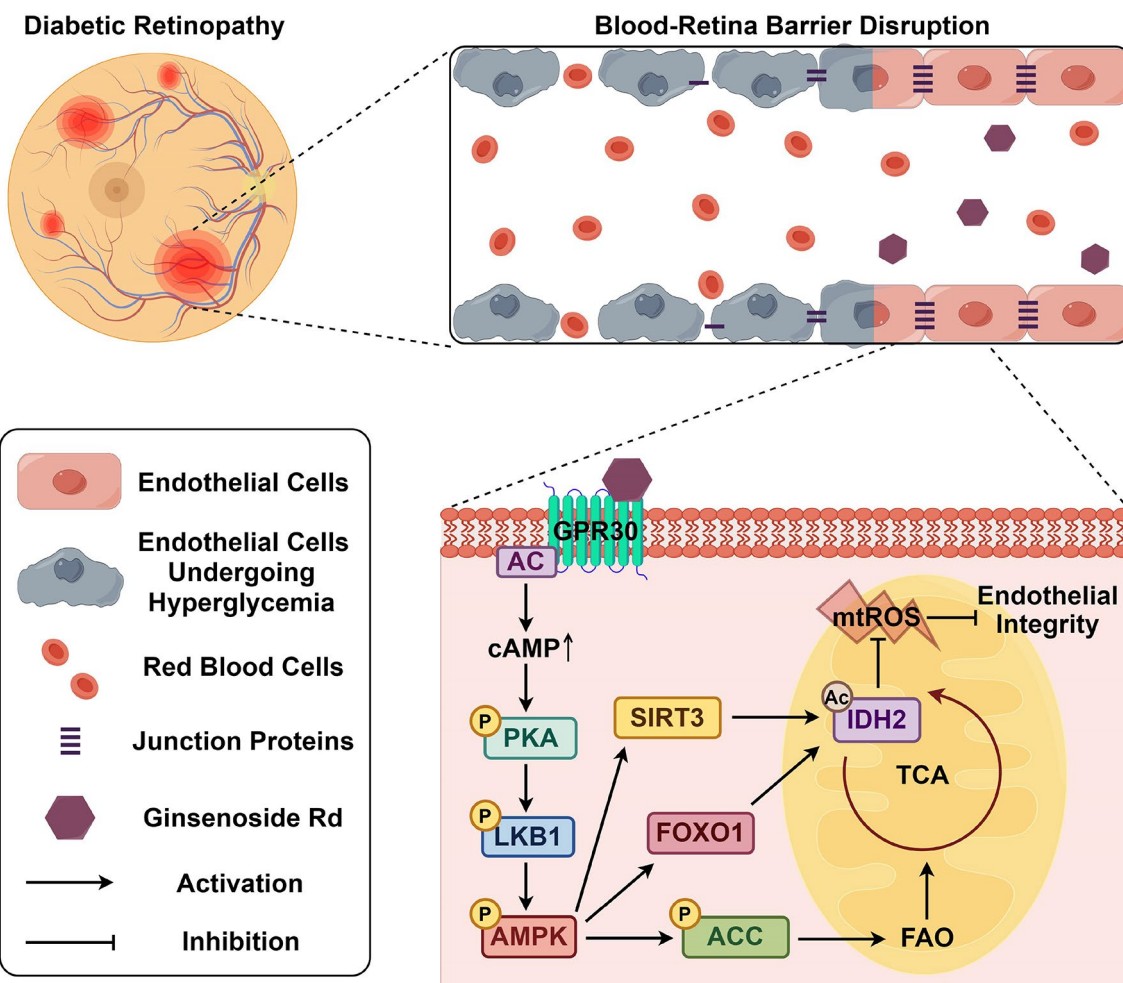 Diabetic Retinopathy
Blood-Retina Barrier Disruption
Endothelial Cells
Endothelial Cells
Undergoing
Hyperglycemia
Red Blood Cells
Junction Proteins
Ginsenoside Rd
Activation
Inhibition
GPR30
AC
cAMP↑
P
PKA
P
LKB1
P
AMPK
SIRT3
FOXO1
P
ACC
FAO
TCA
Ac
IDH2
mtROS
Endothelial
Integrity